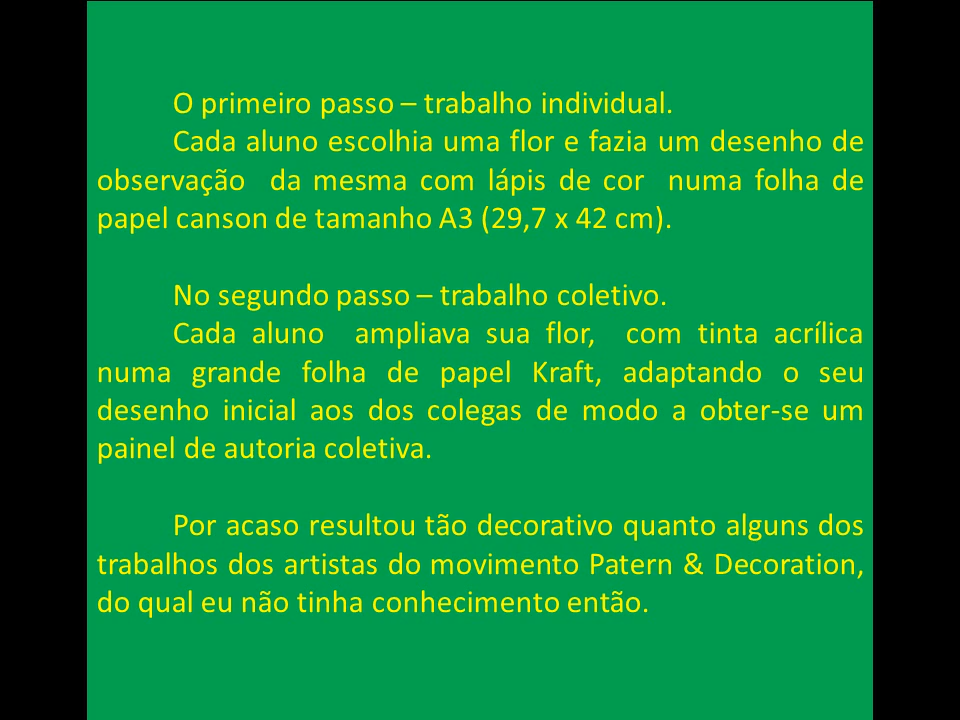 O primeiro passo – trabalho individual.
Cada aluno escolhia uma flor e fazia um desenho de
observação da mesma com lápis de cor numa folha de
papel canson de tamanho A3 (29,7 x 42 cm).
No segundo passo – trabalho coletivo.
Cada aluno ampliava sua flor, com tinta acrílica
numa grande folha de papel Kraft, adaptando o seu
desenho inicial aos dos colegas de modo a obter-se um
painel de autoria coletiva.
Por acaso resultou tão decorativo quanto alguns dos
trabalhos dos artistas do movimento Patern & Decoration,
do qual eu não tinha conhecimento então.